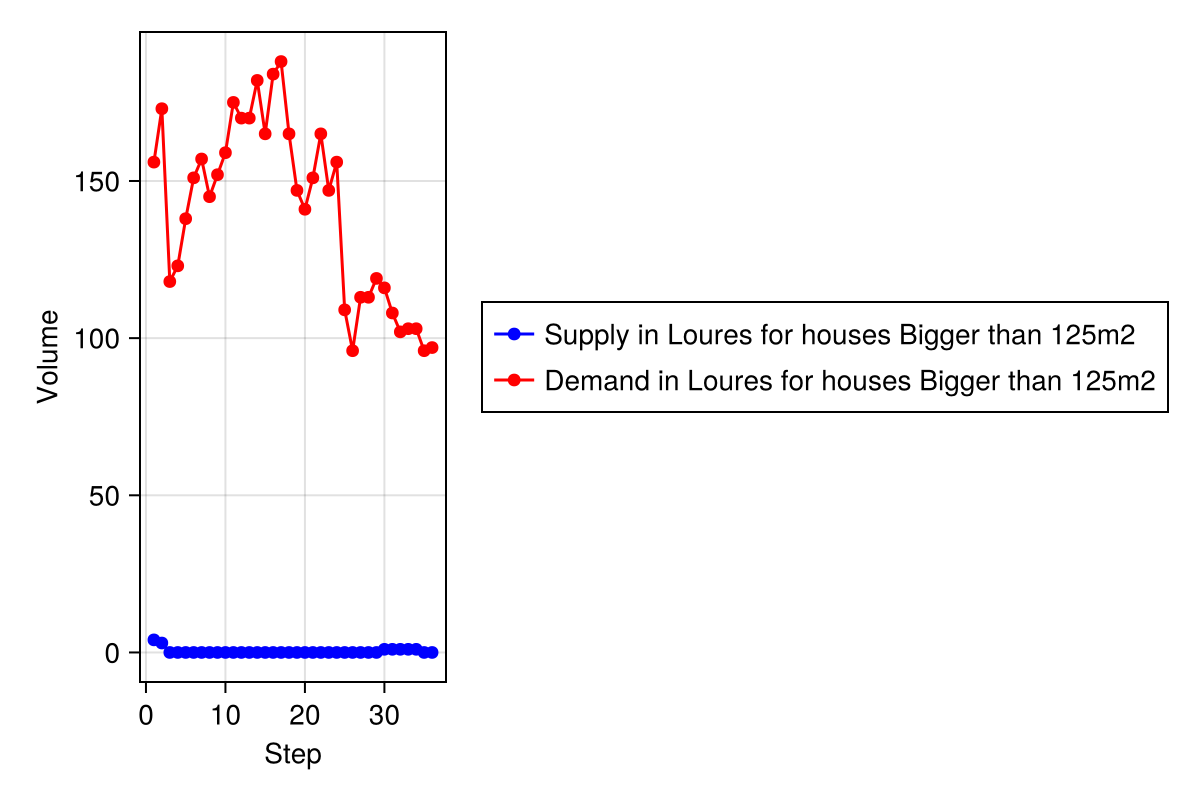 150
100
50
0
Volume
0 10 20 30
Step
Supply in Loures for houses Bigger than 125m2
Demand in Loures for houses Bigger than 125m2